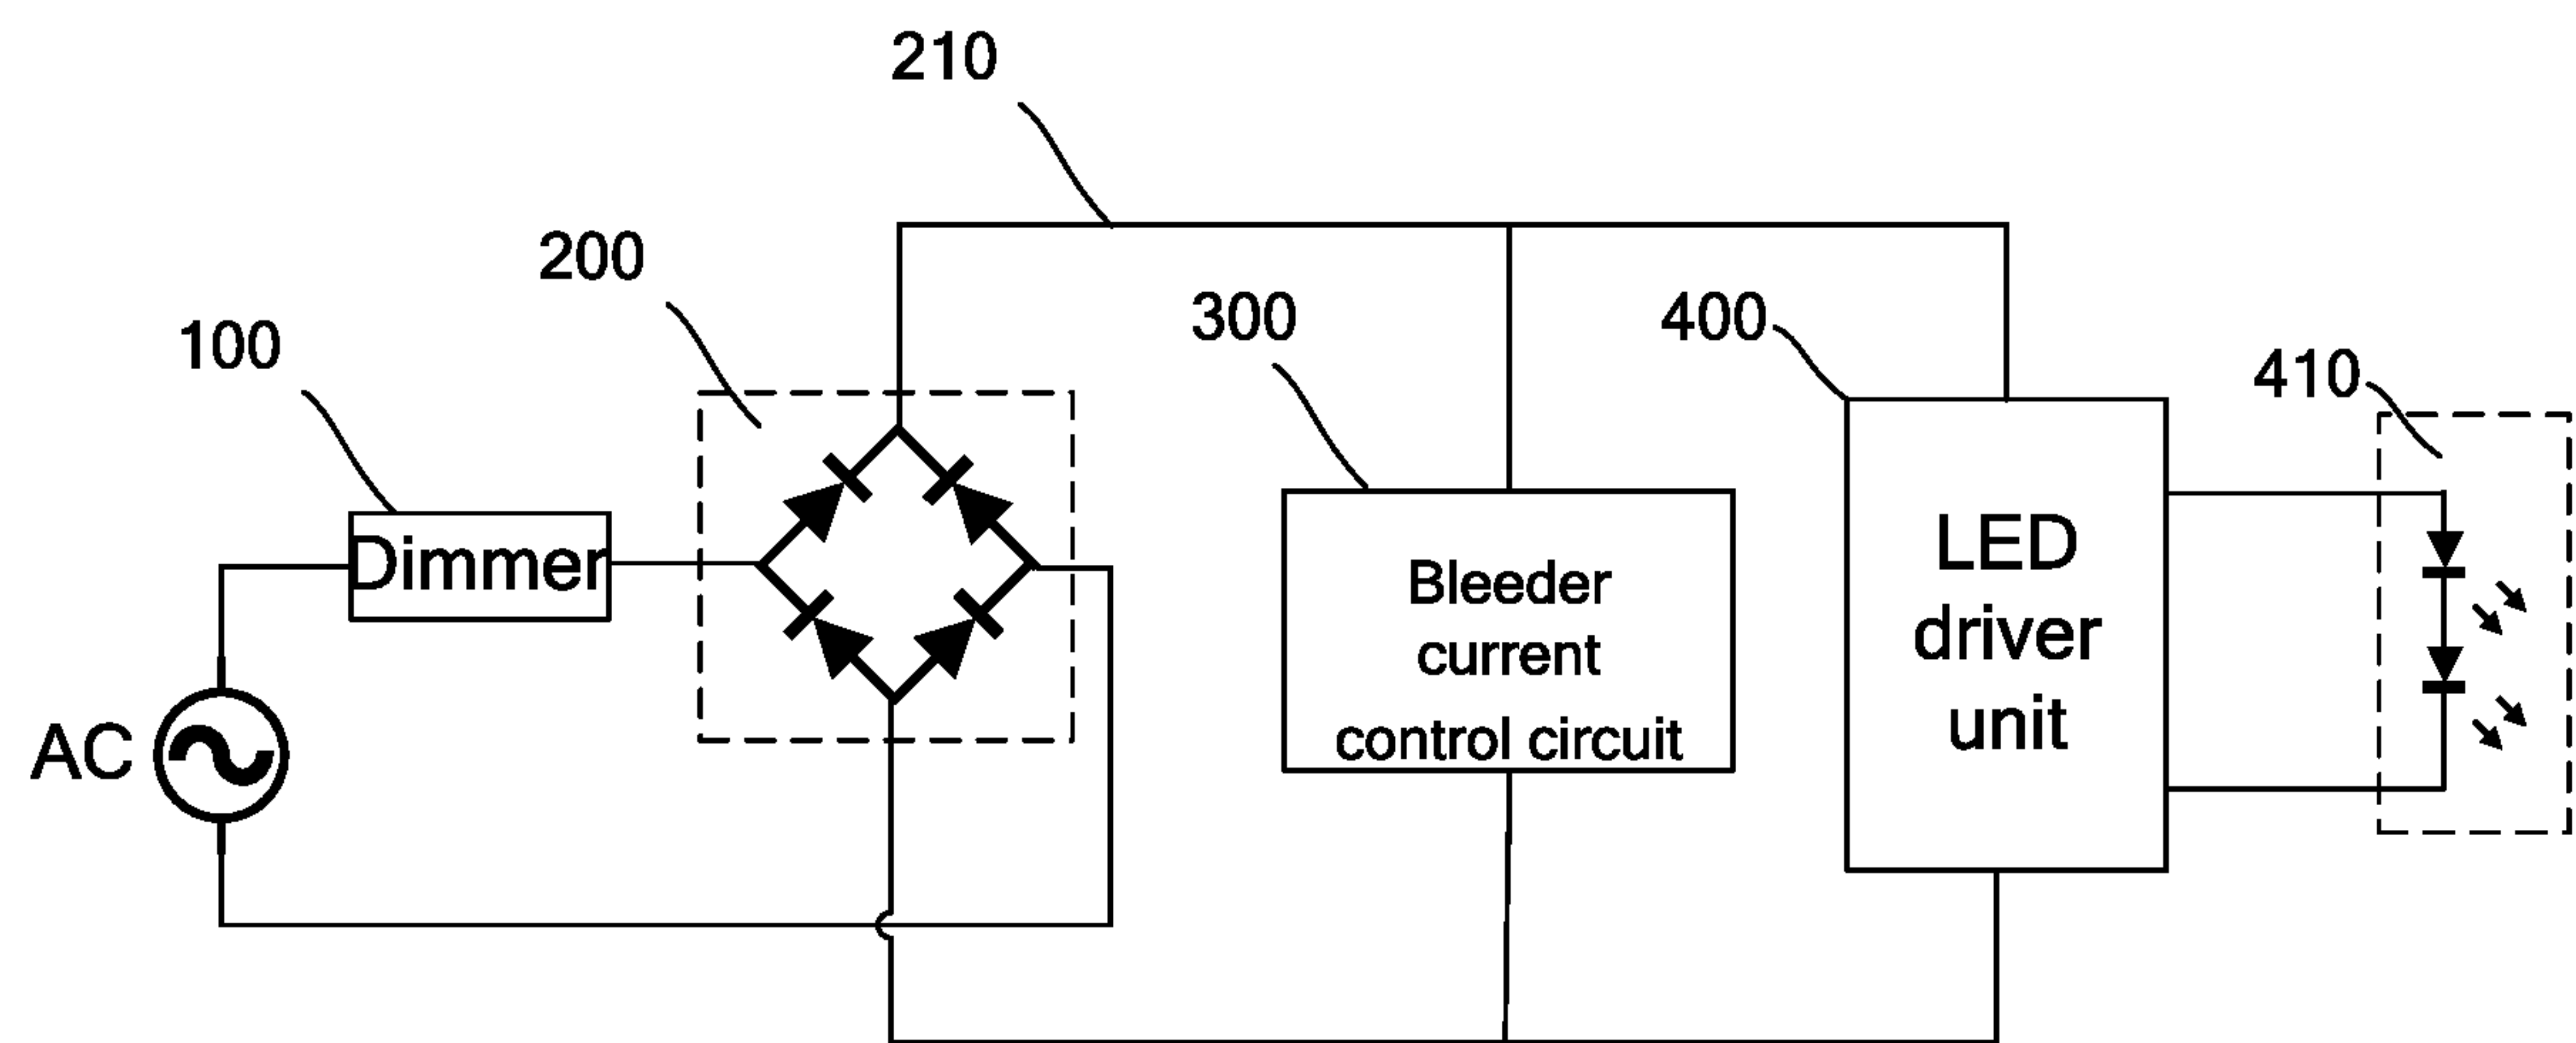 210
200
300
400
100
410
Dimmer
LED
driver
unit
Bleeder
current
control circuit
AC